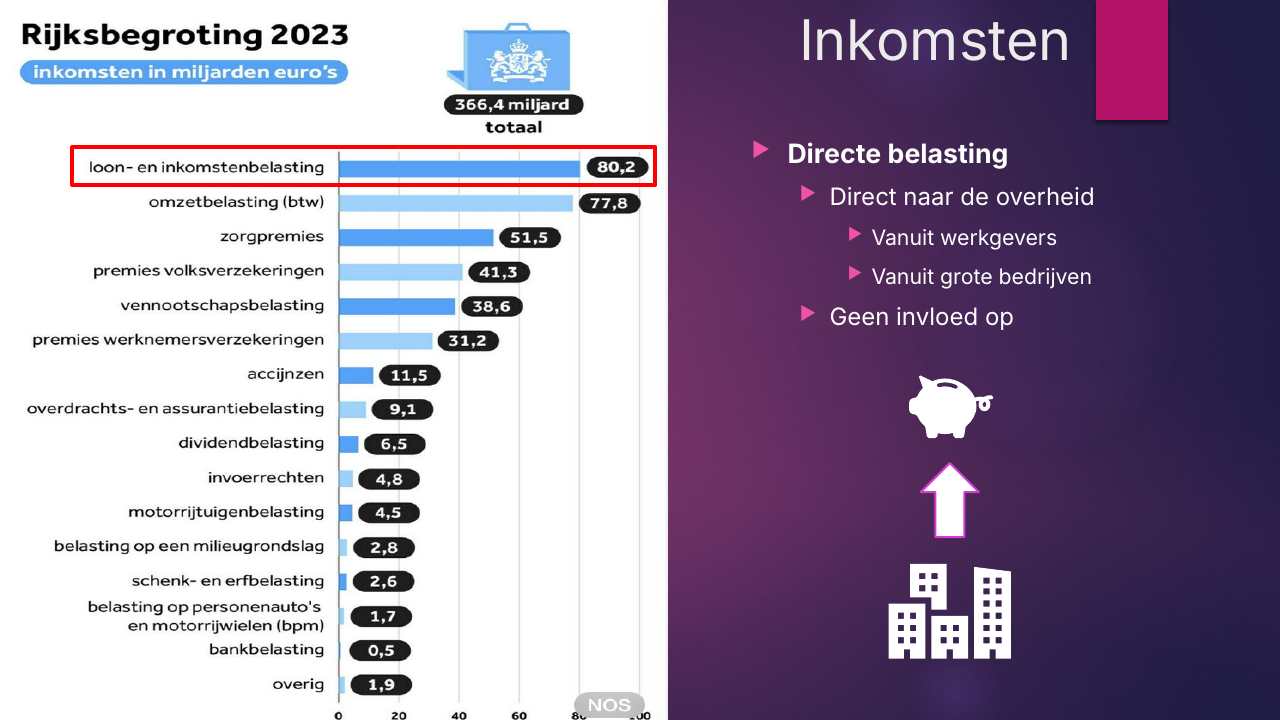 Rijksbegroting 2023
inkomsten in miljarden euro's
366,4 miljard
totaal
loon- en inkomstenbelasting 80,2
omzetbelasting (btw) 77,8
zorgpremies 51,5
premies volksverzekeringen 41,3
vennootschapsbelasting 38,6
premies werknemersverzekeringen 31,2
accijnzen 11,5
overdrachts- en assurantiebelasting 9,1
dividendbelasting 6,5
invoerrechten 4,8
motorrijtuigenbelasting 4,5
belasting op een milieugrondslag 2,8
schenk- en erfbelasting 2,6
belasting op personenauto's
en motorrijwielen (bpm) 1,7
bankbelasting 0,5
overig 1,9
NOS
0 20 40 60 80 100
Inkomsten
Directe belasting
Direct naar de overheid
Vanuit werkgevers
Vanuit grote bedrijven
Geen invloed op